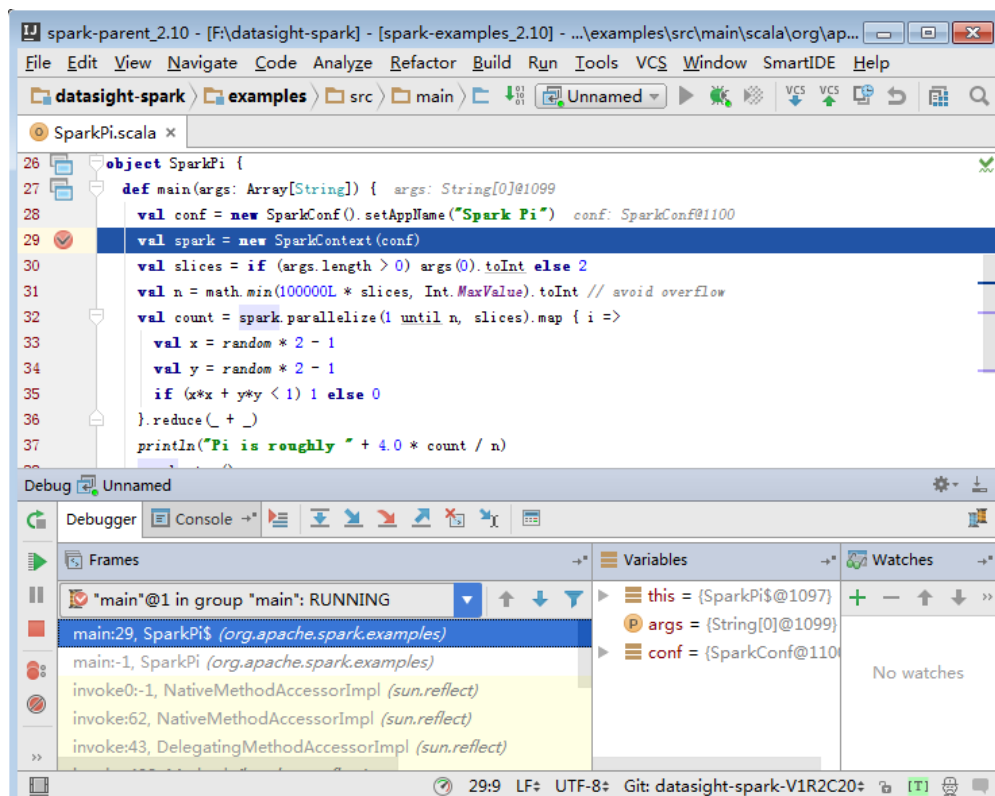 spark-parent_2.10 - [F:\datasight-spark] - [spark-examples_2.10] - ...\examples\src\main\scala\org\ap...
File Edit View Navigate Code Analyze Refactor Build Run Tools VCS Window SmartIDE Help
datasight-spark examples src main Unnamed VCS VCS
SparkPi.scala
26 object SparkPi {
27 def main(args: Array[String]) { args: String[0]@1099
28 val conf = new SparkConf().setAppName("Spark Pi") conf: SparkConf@1100
29 val spark = new SparkContext(conf)
30 val slices = if (args.length > 0) args(0).toInt else 2
31 val n = math.min(100000L * slices, Int.MaxValue).toInt // avoid overflow
32 val count = spark.parallelize(1 until n, slices).map { i =>
33 val x = random * 2 - 1
34 val y = random * 2 - 1
35 if (x*x + y*y < 1) 1 else 0
36 }.reduce(_ + _)
37 println("Pi is roughly " + 4.0 * count / n)
Debug Unnamed
Debugger Console
Frames Variables Watches
"main"@1 in group "main": RUNNING
main:29, SparkPi$ (org.apache.spark.examples)
main:-1, SparkPi (org.apache.spark.examples)
invoke0:-1, NativeMethodAccessorImpl (sun.reflect)
invoke:62, NativeMethodAccessorImpl (sun.reflect)
invoke:43, DelegatingMethodAccessorImpl (sun.reflect)
this = {SparkPi$@1097}
args = {String[0]@1099}
conf = {SparkConf@110
No watches
29:9 LF UTF-8 Git: datasight-spark-V1R2C20 [T]